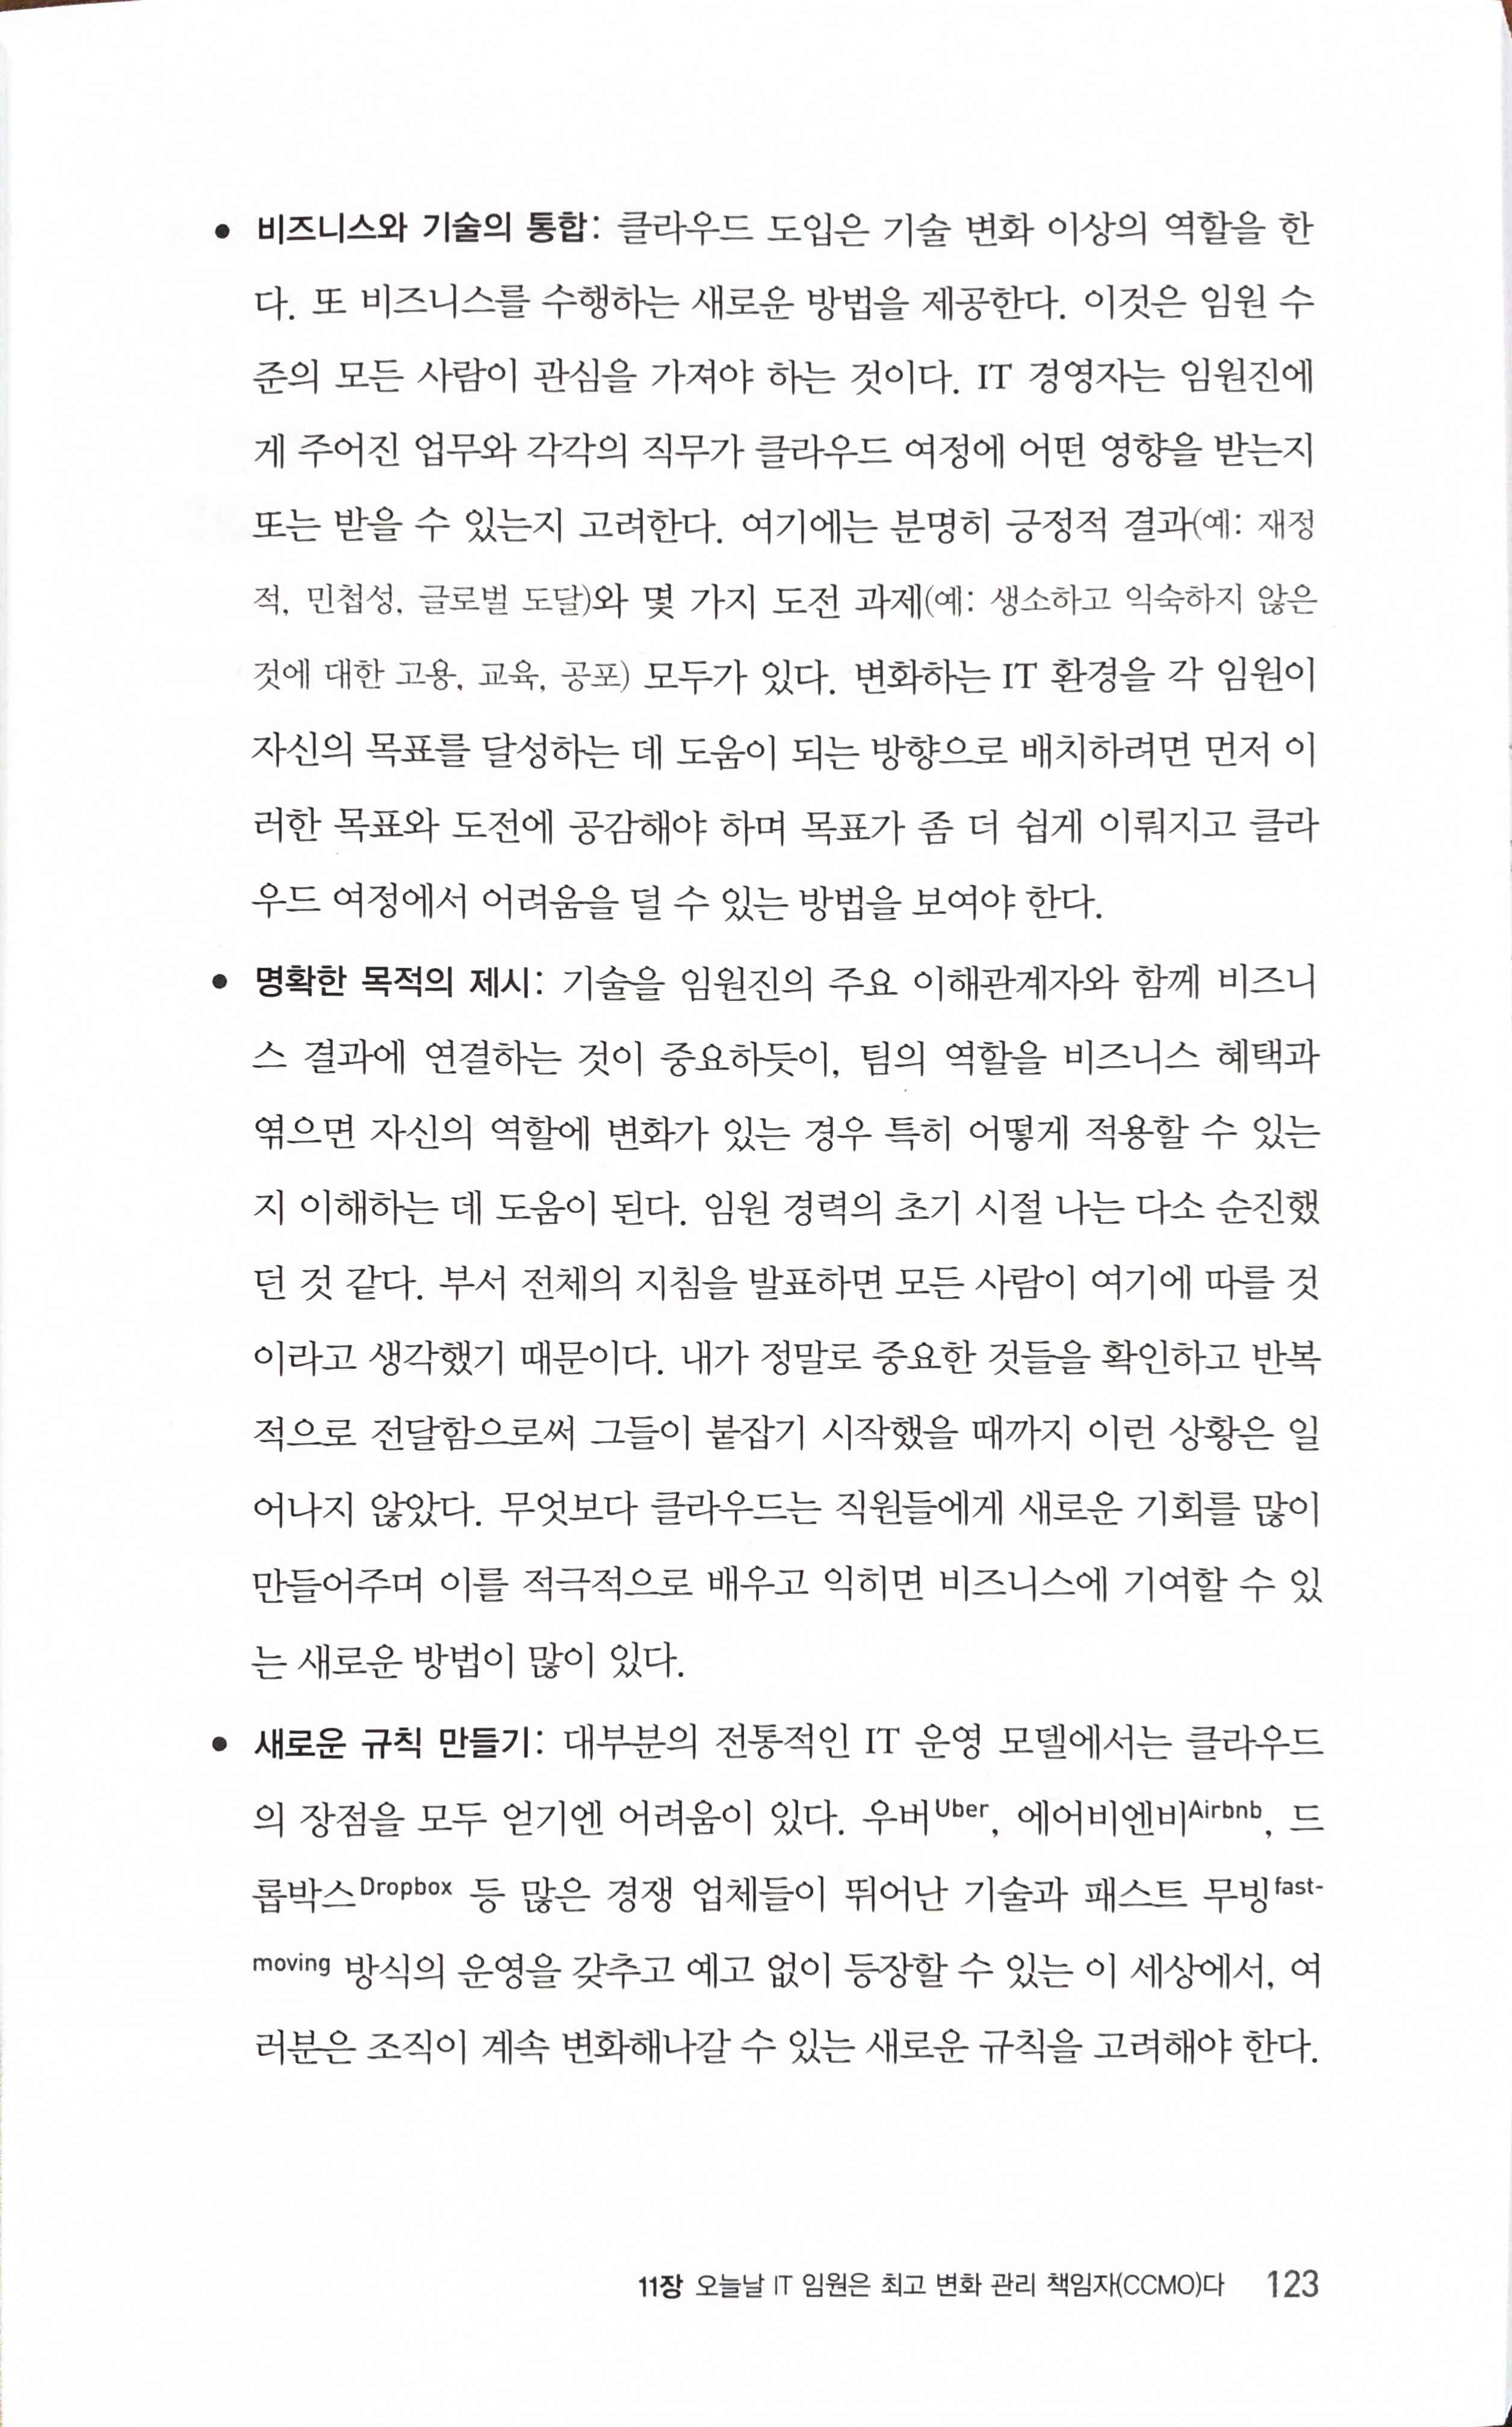 • 비즈니스와 기술의 통합: 클라우드 도입은 기술 변화 이상의 역할을 한
다. 또 비즈니스를 수행하는 새로운 방법을 제공한다. 이것은 임원 수
준의 모든 사람이 관심을 가져야 하는 것이다. IT 경영자는 임원진에
게 주어진 업무와 각각의 직무가 클라우드 여정에 어떤 영향을 받는지
또는 받을 수 있는지 고려한다. 여기에는 분명히 긍정적 결과(예: 재정
적, 민첩성, 글로벌 도달)와 몇 가지 도전 과제(예: 생소하고 익숙하지 않은
것에 대한 고용, 교육, 공포) 모두가 있다. 변화하는 IT 환경을 각 임원이
자신의 목표를 달성하는 데 도움이 되는 방향으로 배치하려면 먼저 이
러한 목표와 도전에 공감해야 하며 목표가 좀 더 쉽게 이뤄지고 클라
우드 여정에서 어려움을 덜 수 있는 방법을 보여야 한다.
• 명확한 목적의 제시: 기술을 임원진의 주요 이해관계자와 함께 비즈니
스 결과에 연결하는 것이 중요하듯이, 팀의 역할을 비즈니스 혜택과
엮으면 자신의 역할에 변화가 있는 경우 특히 어떻게 적용할 수 있는
지 이해하는 데 도움이 된다. 임원 경력의 초기 시절 나는 다소 순진했
던 것 같다. 부서 전체의 지침을 발표하면 모든 사람이 여기에 따를 것
이라고 생각했기 때문이다. 내가 정말로 중요한 것들을 확인하고 반복
적으로 전달함으로써 그들이 붙잡기 시작했을 때까지 이런 상황은 일
어나지 않았다. 무엇보다 클라우드는 직원들에게 새로운 기회를 많이
만들어주며 이를 적극적으로 배우고 익히면 비즈니스에 기여할 수 있
는 새로운 방법이 많이 있다.
• 새로운 규칙 만들기: 대부분의 전통적인 IT 운영 모델에서는 클라우드
의 장점을 모두 얻기엔 어려움이 있다. 우버Uber, 에어비엔비Airbnb, 드
롭박스Dropbox 등 많은 경쟁 업체들이 뛰어난 기술과 패스트 무빙fast-
moving 방식의 운영을 갖추고 예고 없이 등장할 수 있는 이 세상에서, 여
러분은 조직이 계속 변화해나갈 수 있는 새로운 규칙을 고려해야 한다.
11장 오늘날 IT 임원은 최고 변화 관리 책임자(CCMO)다 123